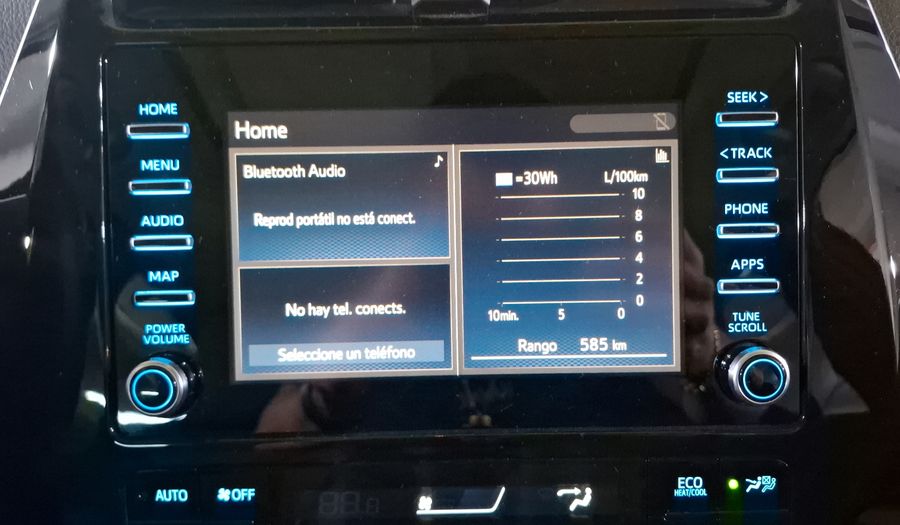 HOME
MENU
AUDIO
MAP
POWER
VOLUME
Home
Bluetooth Audio
Reprod portátil no está conect.
No hay tel. conects.
Seleccione un teléfono
=30Wh L/100km
10
8
6
4
2
0
10min. 5 0
Rango 585 km
SEEK>
<TRACK
PHONE
APPS
TUNE
SCROLL
AUTO
OFF
ECO
HEAT/COOL